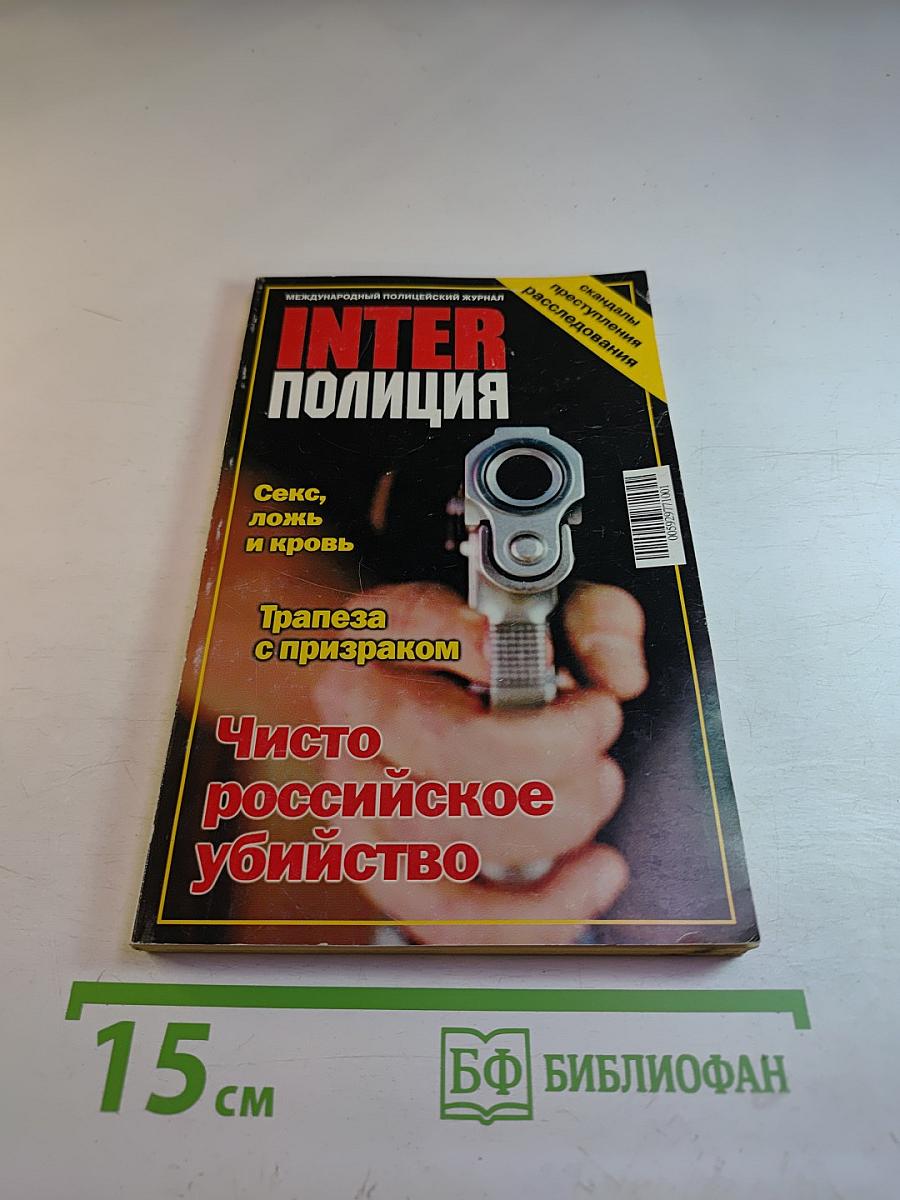 МЕЖДУНАРОДНЫЙ ПОЛИЦЕЙСКИЙ ЖУРНАЛ
INTER
ПОЛИЦИЯ
скандалы
преступления
расследования
005929771001
Секс,
ложь
и кровь
Трапеза
с призраком
Чисто
российское
убийство
15 см
БФ БИБЛИОФАН